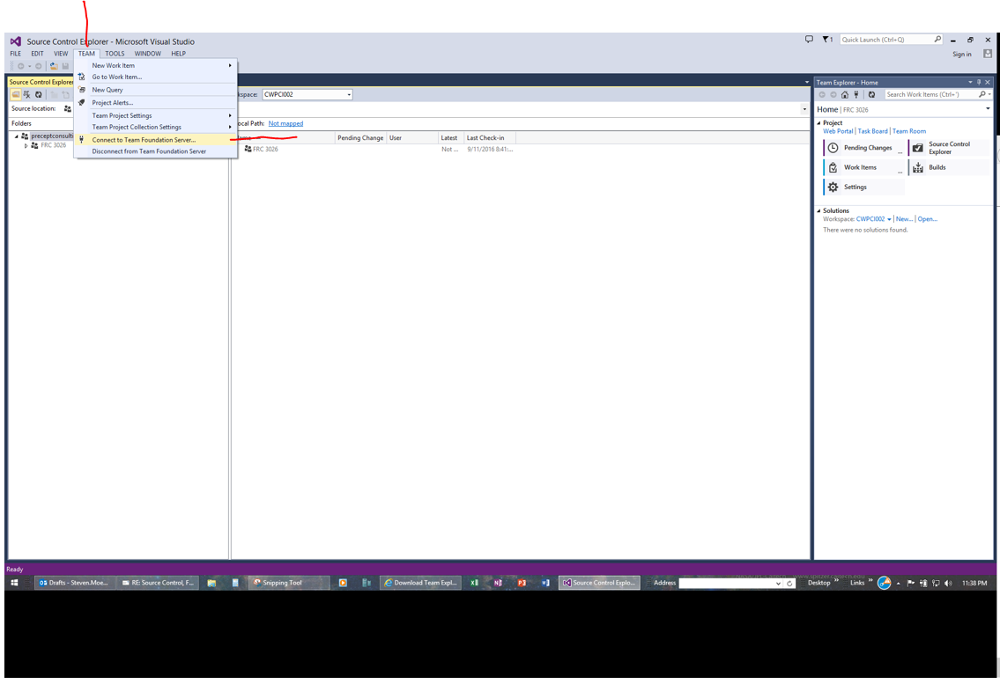 Source Control Explorer - Microsoft Visual Studio
1
Quick Launch (Ctrl+Q)
FILE EDIT VIEW TEAM TOOLS WINDOW HELP
Sign in
New Work Item
Go to Work Item...
New Query
Project Alerts...
Team Project Settings
Team Project Collection Settings
Connect to Team Foundation Server...
Disconnect from Team Foundation Server
Source Control Explorer
CWPCI002
Source location:
Folders
Local Path: Not mapped
preceptconsulti
FRC 3026
Name Pending Change User Latest Last Check-in
FRC 3026 Not ... 9/11/2016 8:41:...
Team Explorer - Home
Search Work Items (Ctrl+')
Home | FRC 3026
Project
Web Portal | Task Board | Team Room
Pending Changes ...
Source Control Explorer
Work Items ...
Builds
Settings
Solutions
Workspace: CWPCI002 | New... | Open...
There were no solutions found.
Ready
Drafts - Steven.Moe... RE: Source Control, F... Snipping Tool Download Team Expl... Source Control Explo... Address Desktop Links 11:38 PM